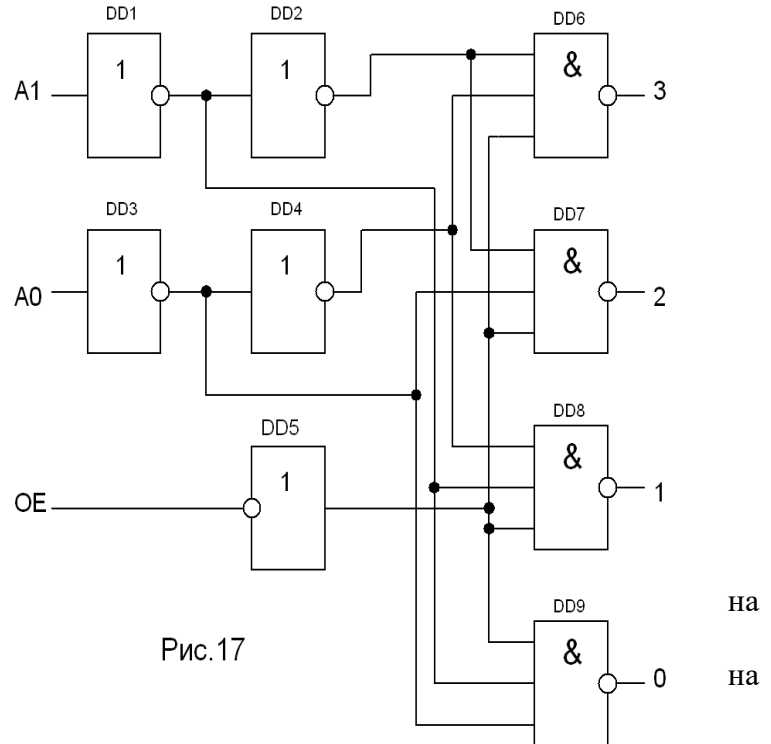 DD1 DD2 DD6
1 1 &
A1 3
DD3 DD4 DD7
1 1 &
A0 2
DD5 DD8
1 &
OE 1
DD9
на
Рис.17 &
0 на